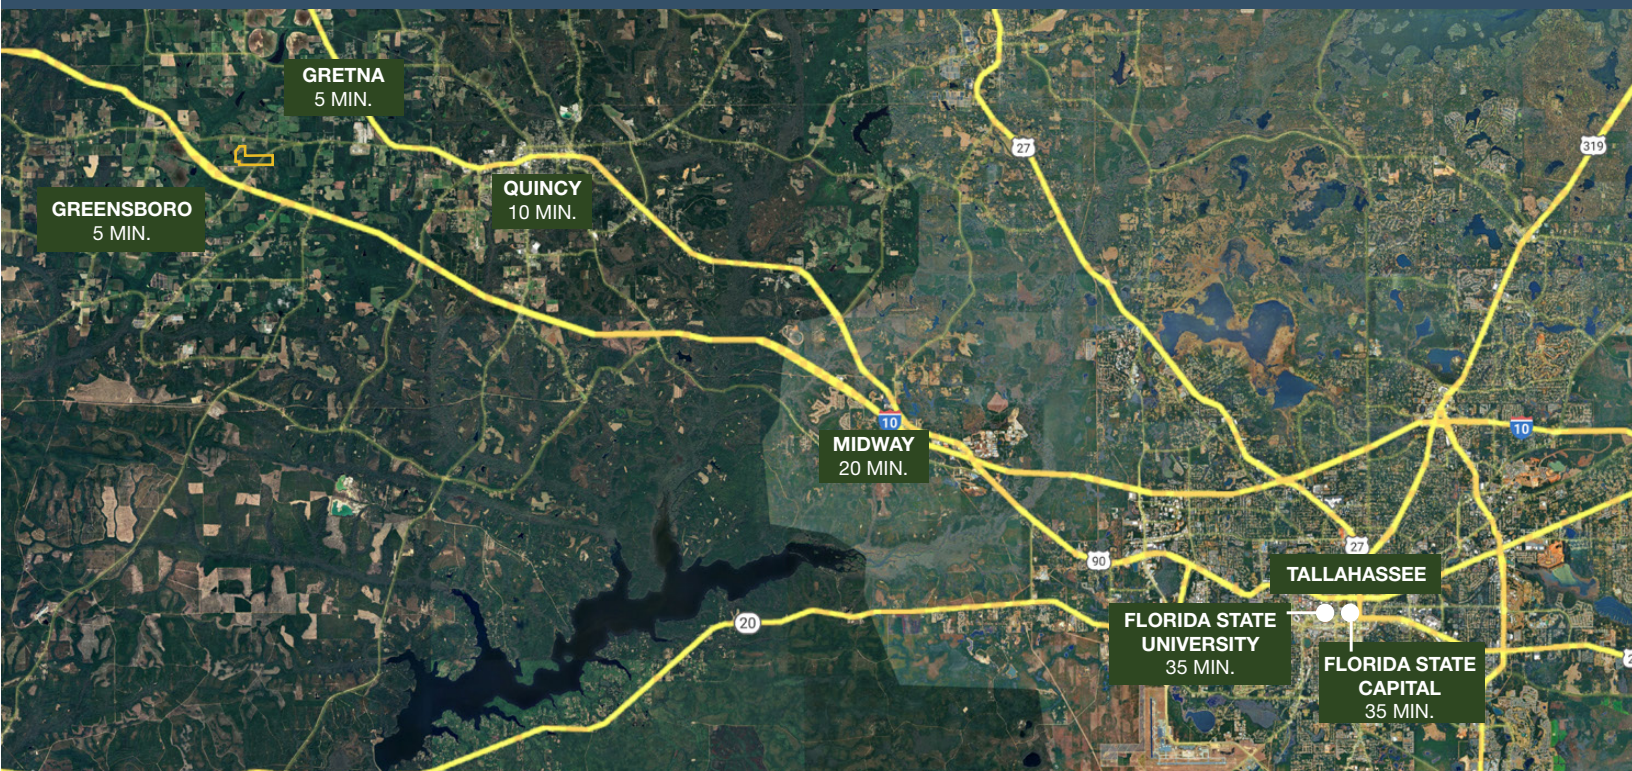 GRETNA
5 MIN.
27
319
GREENSBORO
5 MIN.
QUINCY
10 MIN.
10
10
MIDWAY
20 MIN.
27
90
TALLAHASSEE
20
FLORIDA STATE
UNIVERSITY
35 MIN.
FLORIDA STATE
CAPITAL
35 MIN.